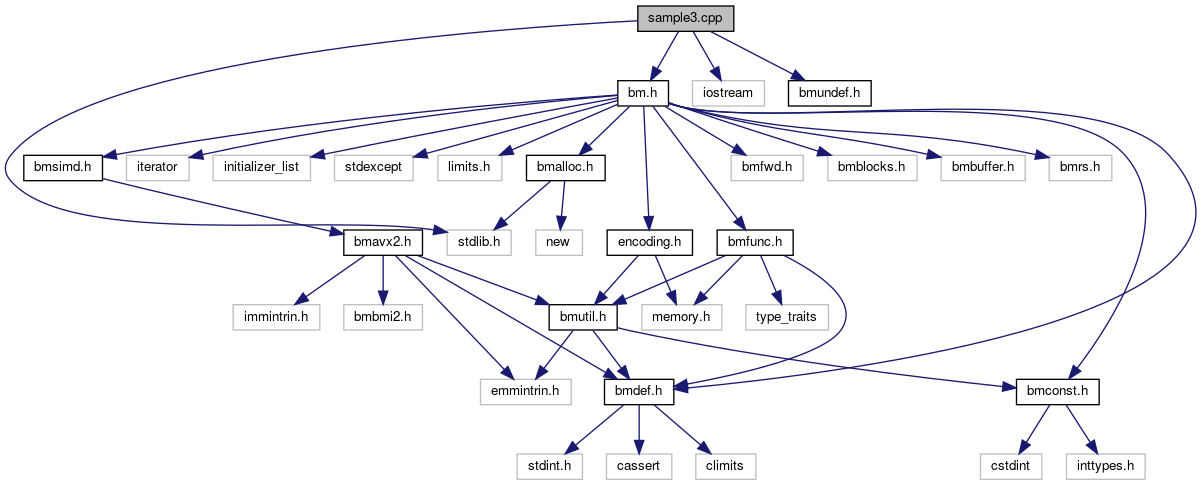 sample3.cpp
bm.h
iostream
bmundef.h
bmsimd.h
iterator
initializer_list
stdexcept
limits.h
bmalloc.h
bmfwd.h
bmblocks.h
bmbuffer.h
bmrs.h
bmavx2.h
stdlib.h
new
encoding.h
bmfunc.h
immintrin.h
bmbmi2.h
bmutil.h
memory.h
type_traits
emmintrin.h
bmdef.h
bmconst.h
stdint.h
cassert
climits
cstdint
inttypes.h